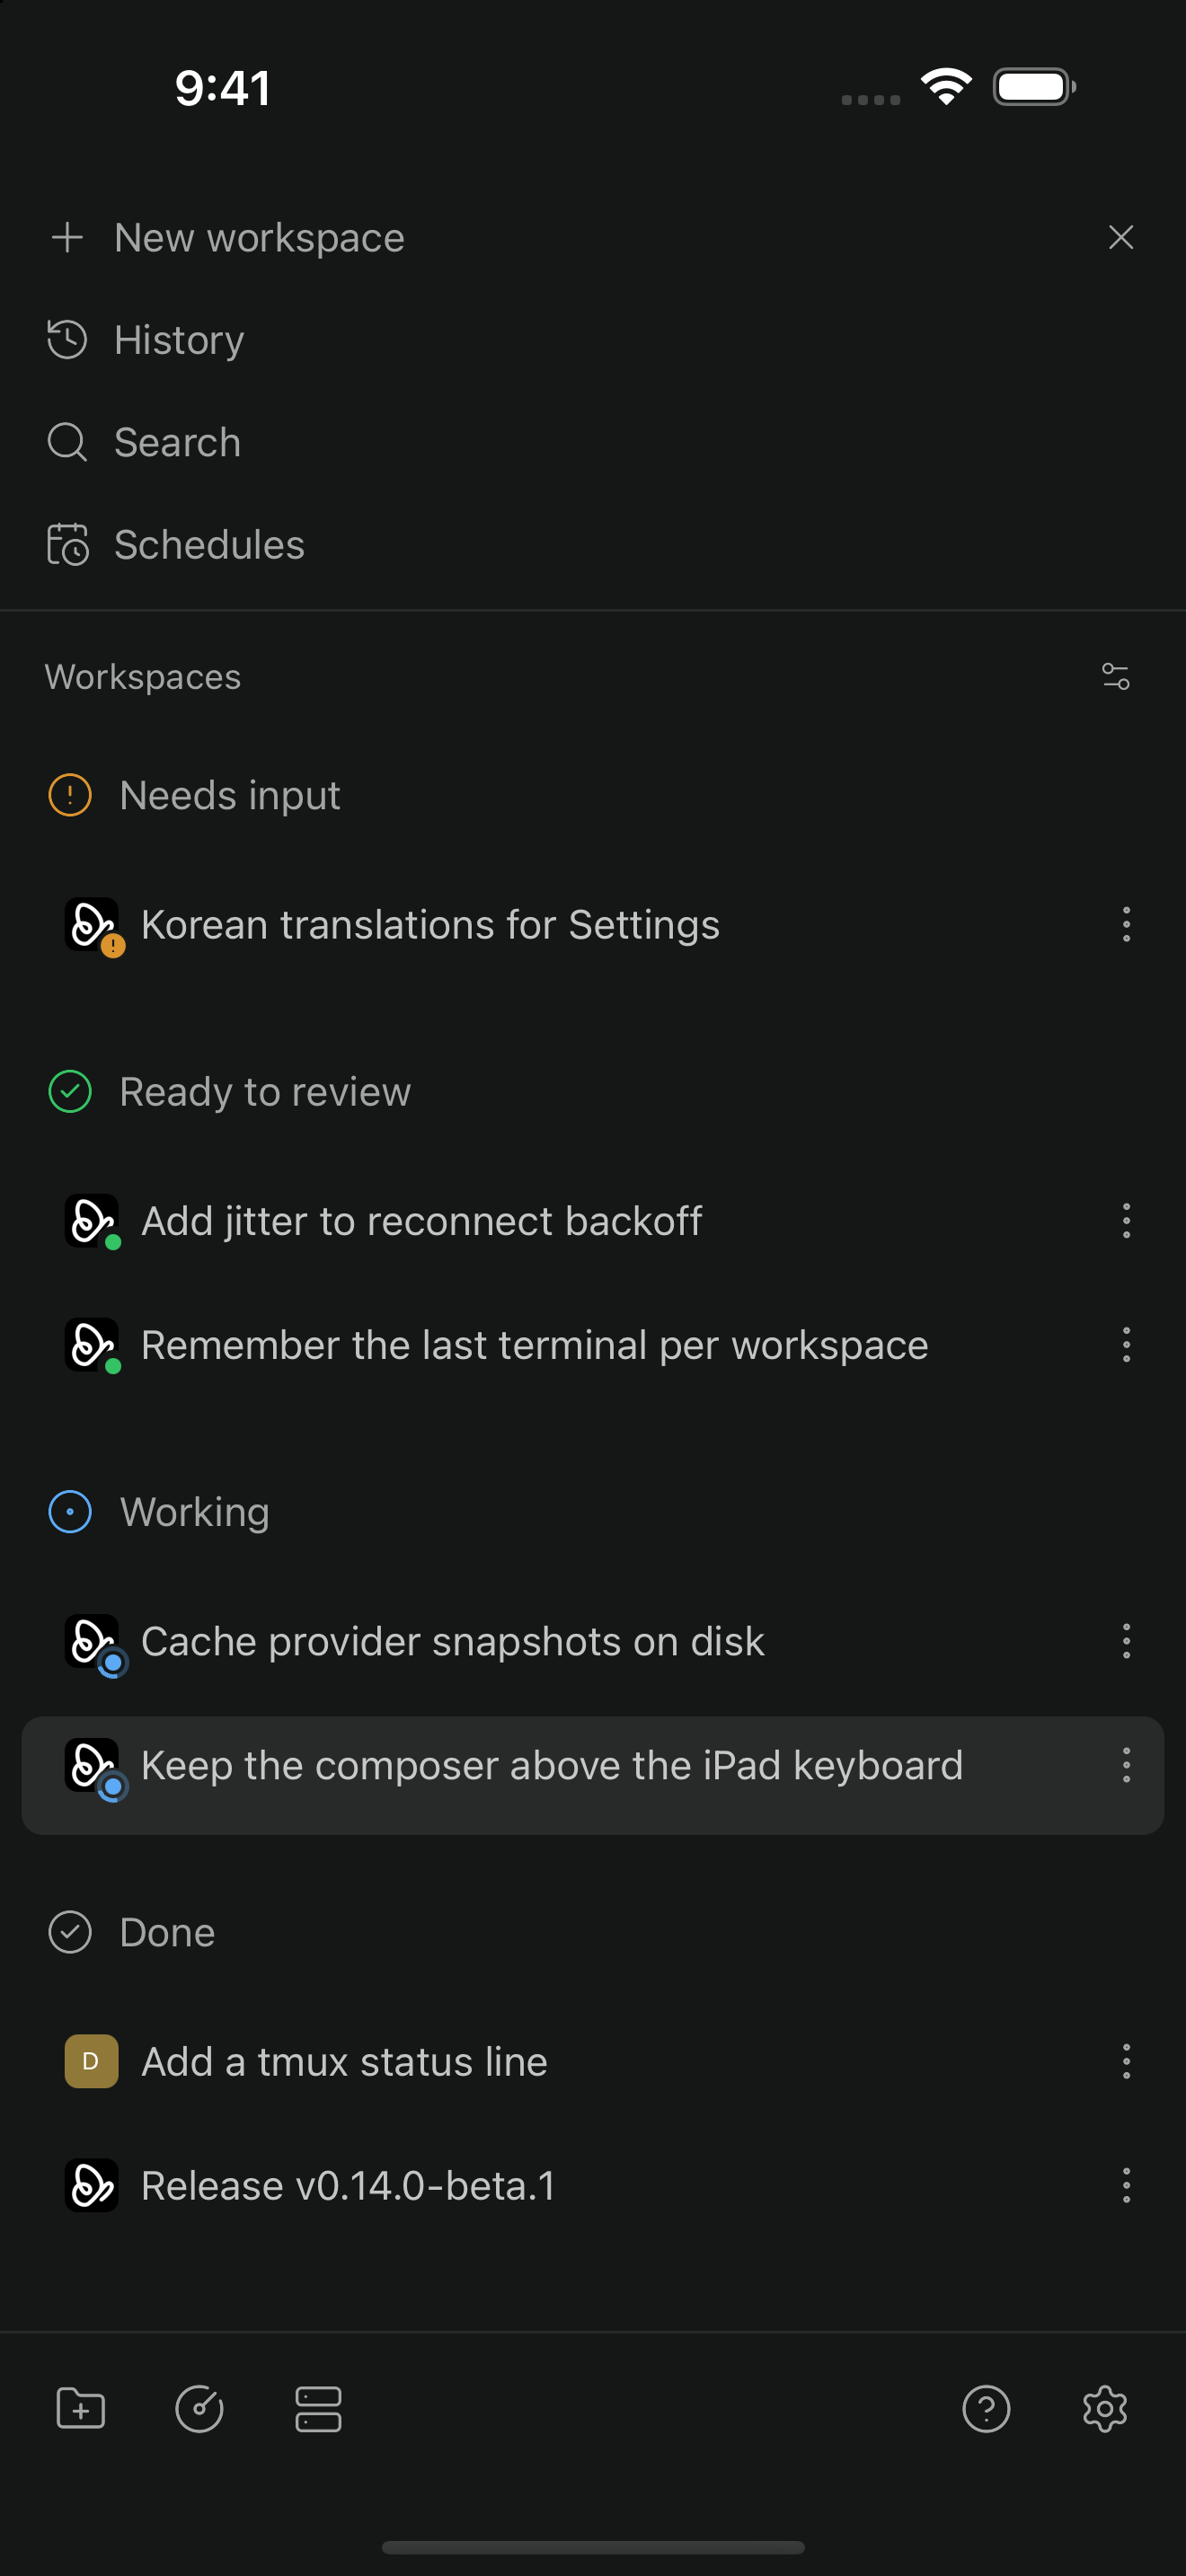 9:41
New workspace
History
Search
Schedules
Workspaces
Needs input
Korean translations for Settings
Ready to review
Add jitter to reconnect backoff
Remember the last terminal per workspace
Working
Cache provider snapshots on disk
Keep the composer above the iPad keyboard
Done
D Add a tmux status line
Release v0.14.0-beta.1